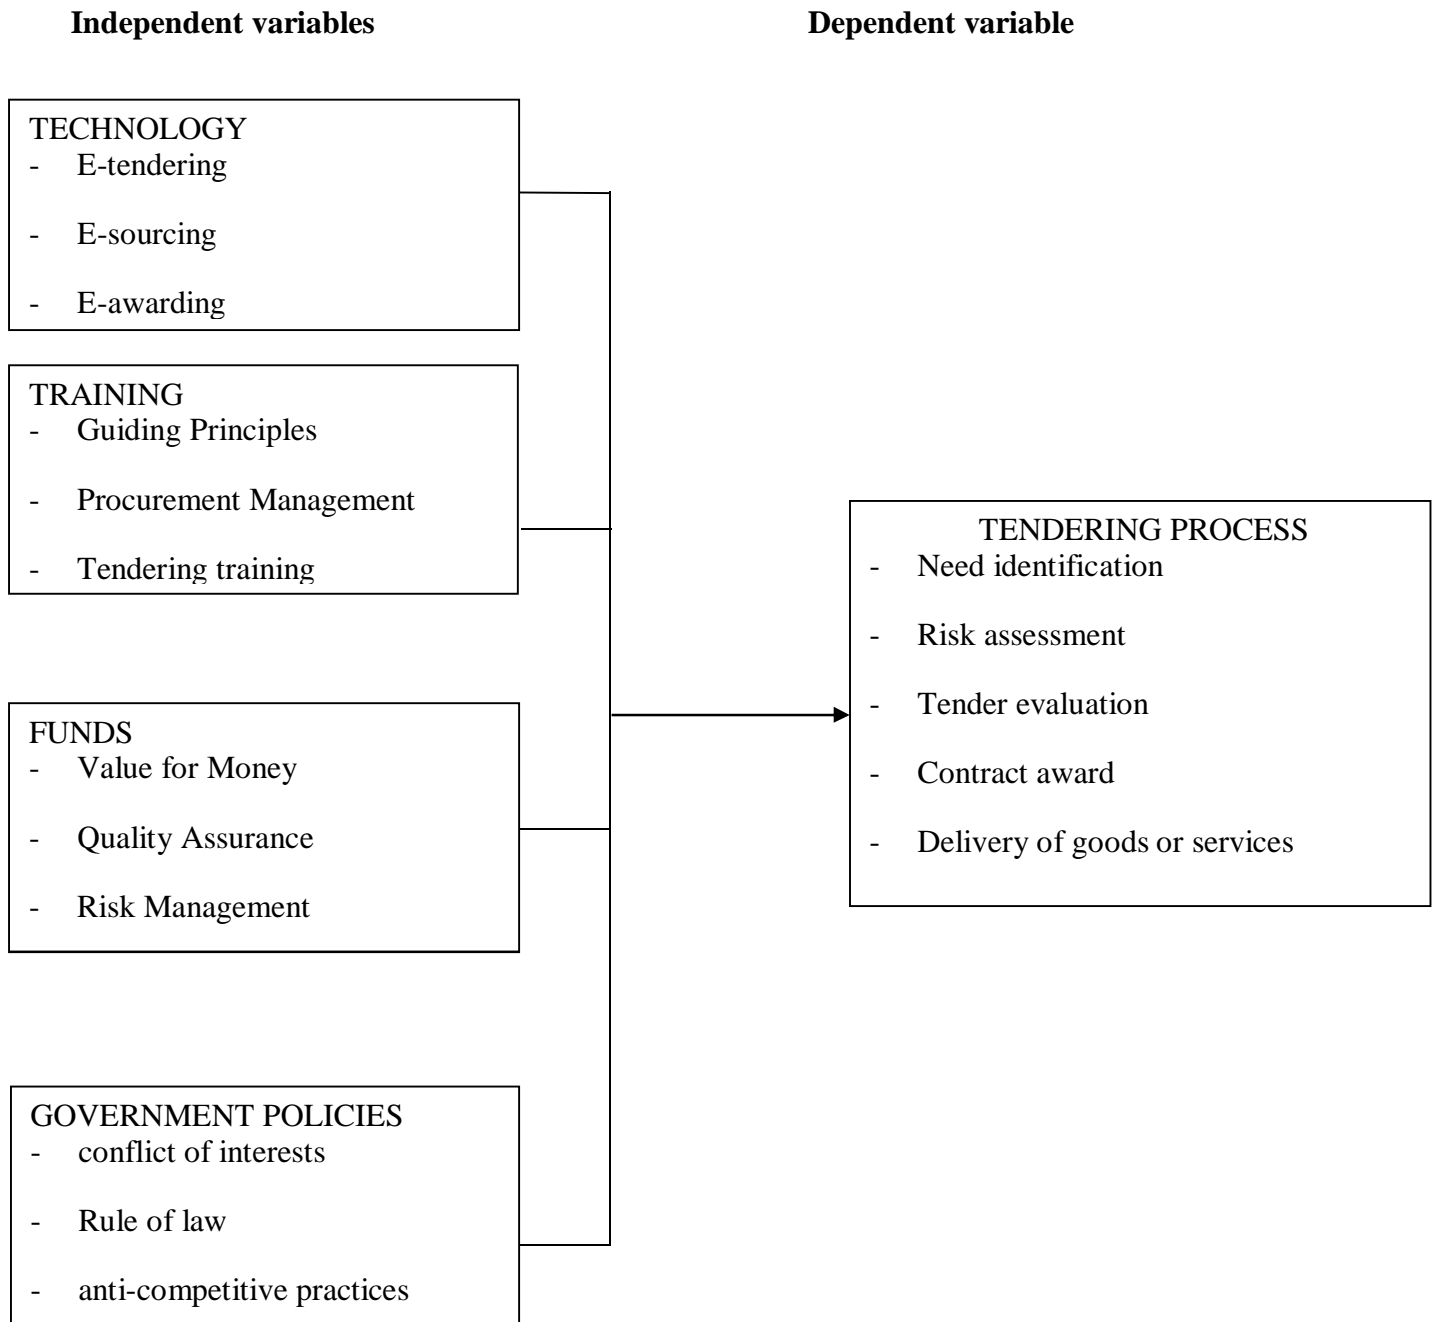 Independent variables
Dependent variable
TECHNOLOGY
- E-tendering
- E-sourcing
- E-awarding
TRAINING
- Guiding Principles
- Procurement Management
- Tendering training
FUNDS
- Value for Money
- Quality Assurance
- Risk Management
GOVERNMENT POLICIES
- conflict of interests
- Rule of law
- anti-competitive practices
TENDERING PROCESS
- Need identification
- Risk assessment
- Tender evaluation
- Contract award
- Delivery of goods or services